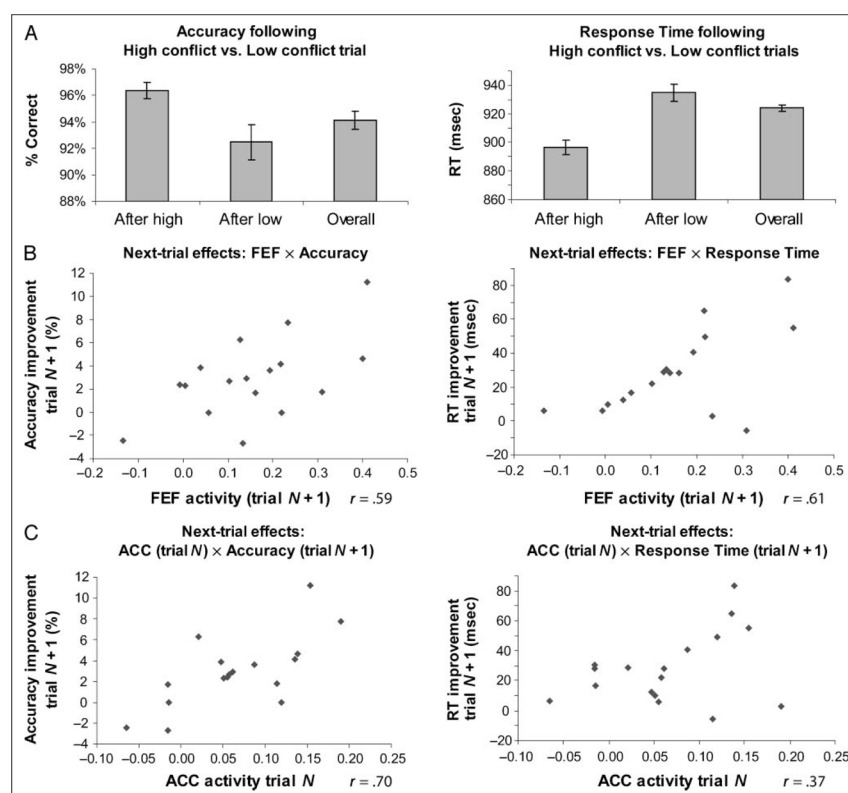 A
Accuracy following
High conflict vs. Low conflict trial
% Correct
98%
96%
94%
92%
90%
88%
After high After low Overall
Response Time following
High conflict vs. Low conflict trials
RT (msec)
940
920
900
880
860
After high After low Overall
B
Next-trial effects: FEF × Accuracy
Accuracy improvement
trial N + 1 (%)
12
10
8
6
4
2
0
−2
−4
−0.2 −0.1 0.0 0.1 0.2 0.3 0.4 0.5
FEF activity (trial N + 1) r = .59
Next-trial effects: FEF × Response Time
RT improvement
trial N + 1 (msec)
80
60
40
20
0
−20
−0.2 −0.1 0.0 0.1 0.2 0.3 0.4 0.5
FEF activity (trial N + 1) r = .61
C
Next-trial effects:
ACC (trial N) × Accuracy (trial N + 1)
Accuracy improvement
trial N + 1 (%)
12
10
8
6
4
2
0
−2
−4
−0.10 −0.05 0.00 0.05 0.10 0.15 0.20 0.25
ACC activity trial N r = .70
Next-trial effects:
ACC (trial N) × Response Time (trial N + 1)
RT improvement
trial N + 1 (msec)
80
60
40
20
0
−20
−0.10 −0.05 0.00 0.05 0.10 0.15 0.20 0.25
ACC activity trial N r = .37